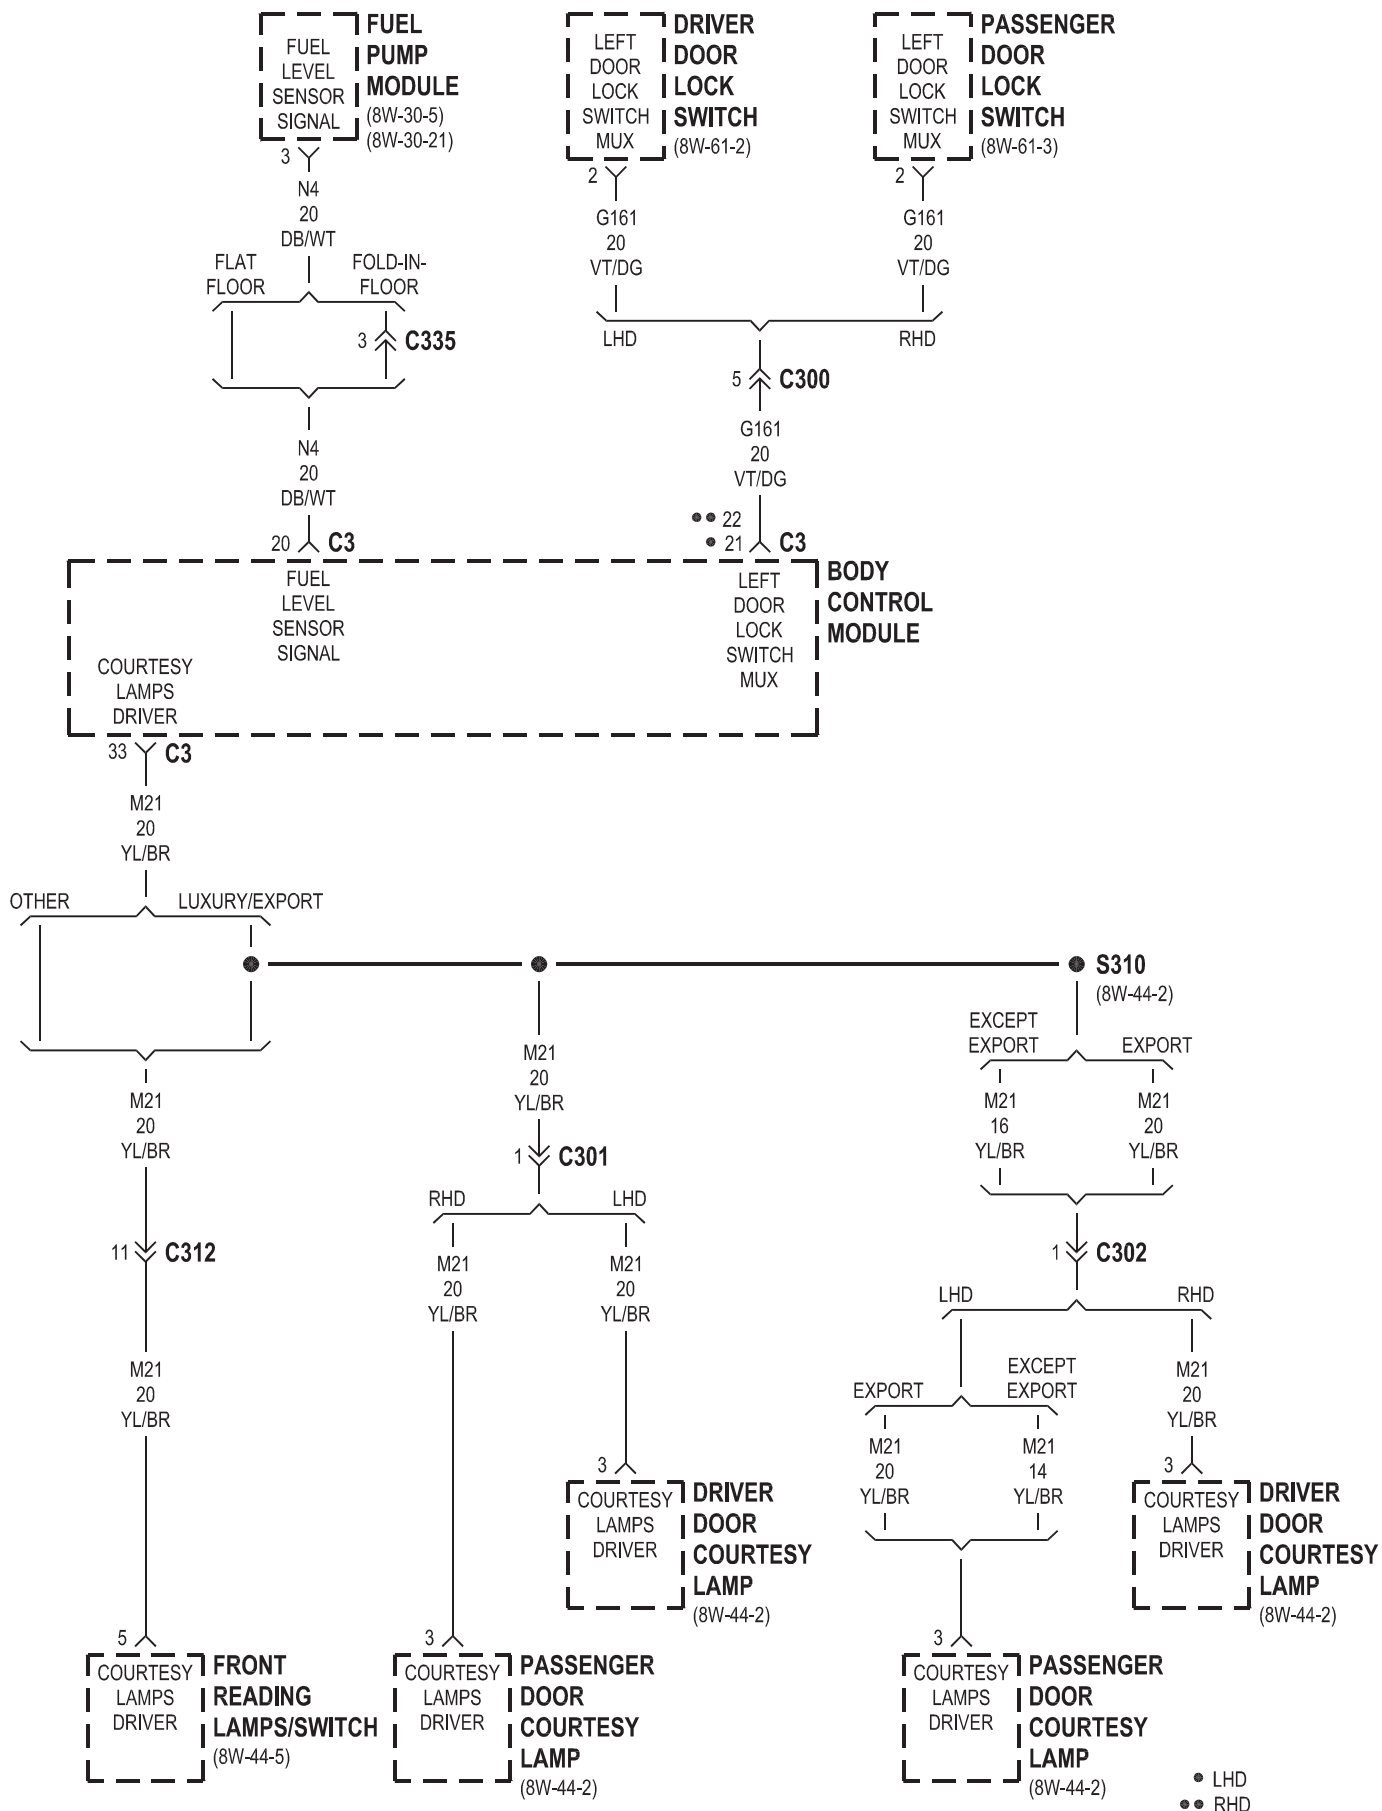 FUEL
LEVEL
SENSOR
SIGNAL
FUEL
PUMP
MODULE
(8W-30-5)
(8W-30-21)
3
N4
20
DB/WT
FLAT
FLOOR
FOLD-IN-
FLOOR
3
C335
N4
20
DB/WT
20
C3
LEFT
DOOR
LOCK
SWITCH
MUX
DRIVER
DOOR
LOCK
SWITCH
(8W-61-2)
2
G161
20
VT/DG
LEFT
DOOR
LOCK
SWITCH
MUX
PASSENGER
DOOR
LOCK
SWITCH
(8W-61-3)
2
G161
20
VT/DG
LHD
RHD
5
C300
G161
20
VT/DG
22
21
C3
FUEL
LEVEL
SENSOR
SIGNAL
LEFT
DOOR
LOCK
SWITCH
MUX
BODY
CONTROL
MODULE
COURTESY
LAMPS
DRIVER
33
C3
M21
20
YL/BR
OTHER
LUXURY/EXPORT
S310
(8W-44-2)
M21
20
YL/BR
11
C312
M21
20
YL/BR
5
COURTESY
LAMPS
DRIVER
FRONT
READING
LAMPS/SWITCH
(8W-44-5)
M21
20
YL/BR
1
C301
RHD
LHD
M21
20
YL/BR
M21
20
YL/BR
3
COURTESY
LAMPS
DRIVER
DRIVER
DOOR
COURTESY
LAMP
(8W-44-2)
3
COURTESY
LAMPS
DRIVER
PASSENGER
DOOR
COURTESY
LAMP
(8W-44-2)
EXCEPT
EXPORT
EXPORT
M21
16
YL/BR
M21
20
YL/BR
1
C302
LHD
RHD
EXPORT
EXCEPT
EXPORT
M21
20
YL/BR
M21
20
YL/BR
M21
14
YL/BR
3
COURTESY
LAMPS
DRIVER
DRIVER
DOOR
COURTESY
LAMP
(8W-44-2)
3
COURTESY
LAMPS
DRIVER
PASSENGER
DOOR
COURTESY
LAMP
(8W-44-2)
LHD
RHD